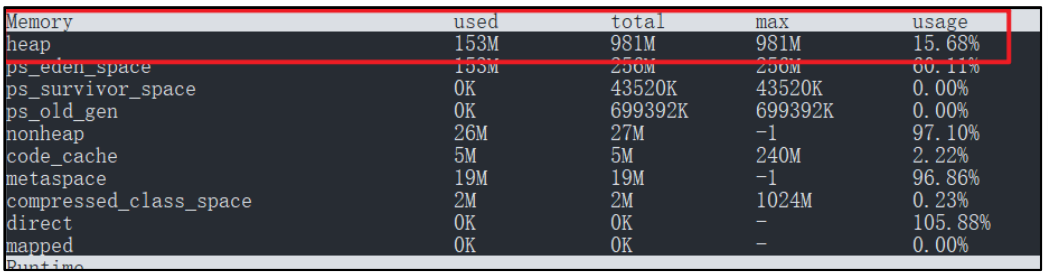 Memory used total max usage
heap 153M 981M 981M 15.68%
ps_eden_space 153M 256M 256M 60.11%
ps_survivor_space 0K 43520K 43520K 0.00%
ps_old_gen 0K 699392K 699392K 0.00%
nonheap 26M 27M -1 97.10%
code_cache 5M 5M 240M 2.22%
metaspace 19M 19M -1 96.86%
compressed_class_space 2M 2M 1024M 0.23%
direct 0K 0K - 105.88%
mapped 0K 0K - 0.00%
Runtime